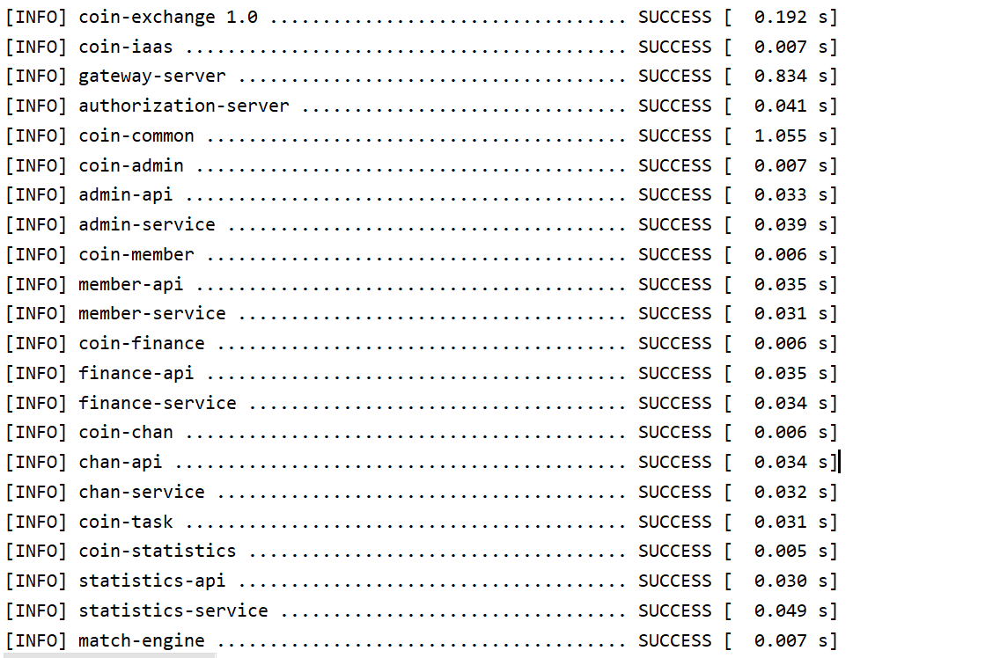 [INFO] coin-exchange 1.0 .................................. SUCCESS [  0.192 s]
[INFO] coin-iaas .......................................... SUCCESS [  0.007 s]
[INFO] gateway-server ..................................... SUCCESS [  0.834 s]
[INFO] authorization-server ............................... SUCCESS [  0.041 s]
[INFO] coin-common ........................................ SUCCESS [  1.055 s]
[INFO] coin-admin ......................................... SUCCESS [  0.007 s]
[INFO] admin-api .......................................... SUCCESS [  0.033 s]
[INFO] admin-service ...................................... SUCCESS [  0.039 s]
[INFO] coin-member ........................................ SUCCESS [  0.006 s]
[INFO] member-api ......................................... SUCCESS [  0.035 s]
[INFO] member-service ..................................... SUCCESS [  0.031 s]
[INFO] coin-finance ....................................... SUCCESS [  0.006 s]
[INFO] finance-api ........................................ SUCCESS [  0.035 s]
[INFO] finance-service .................................... SUCCESS [  0.034 s]
[INFO] coin-chan .......................................... SUCCESS [  0.006 s]
[INFO] chan-api ........................................... SUCCESS [  0.034 s]
[INFO] chan-service ....................................... SUCCESS [  0.032 s]
[INFO] coin-task .......................................... SUCCESS [  0.031 s]
[INFO] coin-statistics .................................... SUCCESS [  0.005 s]
[INFO] statistics-api ..................................... SUCCESS [  0.030 s]
[INFO] statistics-service ................................. SUCCESS [  0.049 s]
[INFO] match-engine ....................................... SUCCESS [  0.007 s]